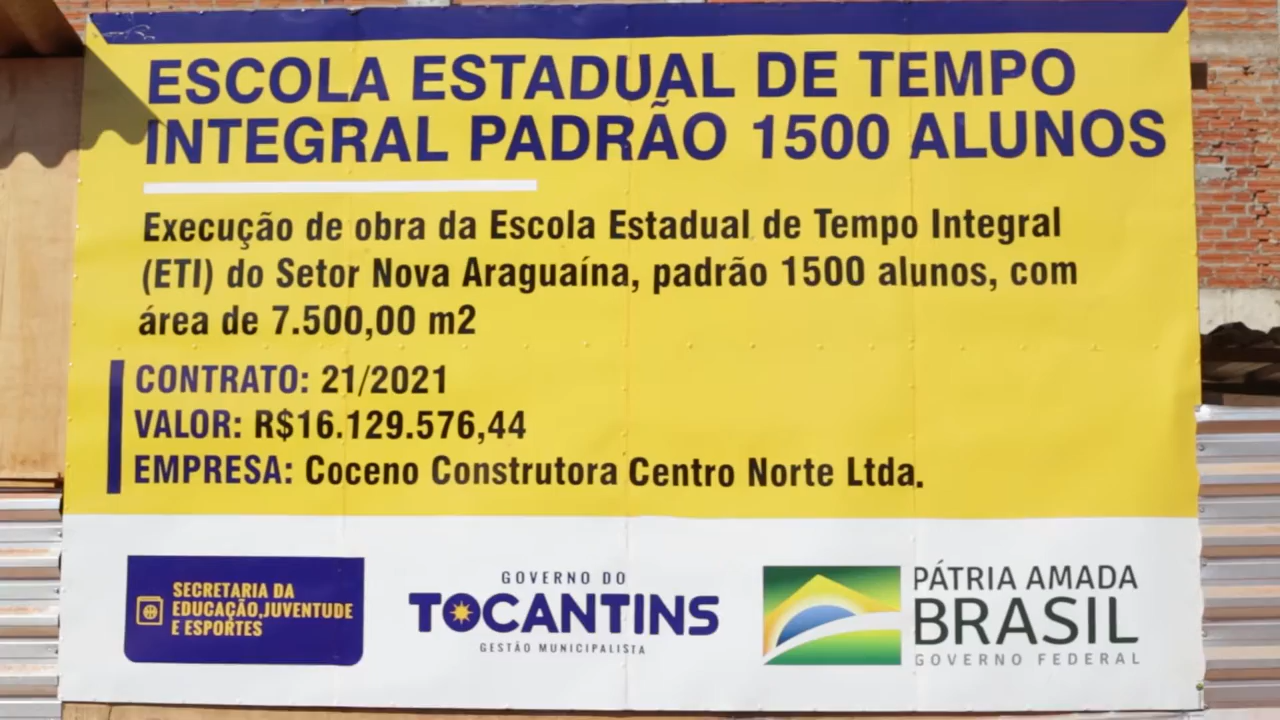 ESCOLA ESTADUAL DE TEMPO
INTEGRAL PADRÃO 1500 ALUNOS
Execução de obra da Escola Estadual de Tempo Integral
(ETI) do Setor Nova Araguaína, padrão 1500 alunos, com
área de 7.500,00 m2
CONTRATO: 21/2021
VALOR: R$16.129.576,44
EMPRESA: Coceno Construtora Centro Norte Ltda.
SECRETARIA DA
EDUCAÇÃO,JUVENTUDE
E ESPORTES
GOVERNO DO
TOCANTINS
GESTÃO MUNICIPALISTA
PÁTRIA AMADA
BRASIL
GOVERNO FEDERAL